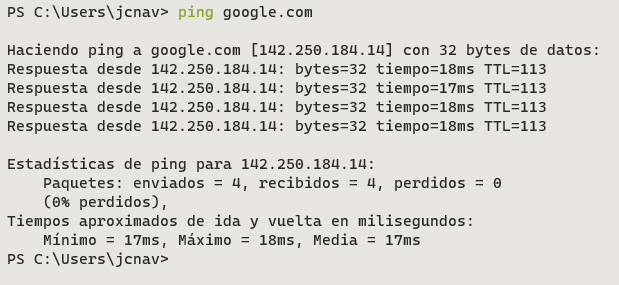 PS C:\Users\jcnav> ping google.com
Haciendo ping a google.com [142.250.184.14] con 32 bytes de datos:
Respuesta desde 142.250.184.14: bytes=32 tiempo=18ms TTL=113
Respuesta desde 142.250.184.14: bytes=32 tiempo=17ms TTL=113
Respuesta desde 142.250.184.14: bytes=32 tiempo=18ms TTL=113
Respuesta desde 142.250.184.14: bytes=32 tiempo=18ms TTL=113
Estadísticas de ping para 142.250.184.14:
Paquetes: enviados = 4, recibidos = 4, perdidos = 0
(0% perdidos),
Tiempos aproximados de ida y vuelta en milisegundos:
Mínimo = 17ms, Máximo = 18ms, Media = 17ms
PS C:\Users\jcnav>